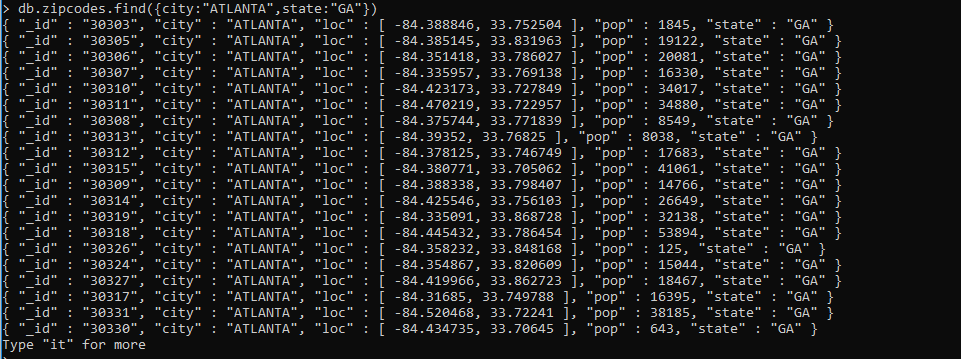 > db.zipcodes.find({city:"ATLANTA",state:"GA"})
{ "_id" : "30303", "city" : "ATLANTA", "loc" : [ -84.388846, 33.752504 ], "pop" : 1845, "state" : "GA" }
{ "_id" : "30305", "city" : "ATLANTA", "loc" : [ -84.385145, 33.831963 ], "pop" : 19122, "state" : "GA" }
{ "_id" : "30306", "city" : "ATLANTA", "loc" : [ -84.351418, 33.786027 ], "pop" : 20081, "state" : "GA" }
{ "_id" : "30307", "city" : "ATLANTA", "loc" : [ -84.335957, 33.769138 ], "pop" : 16330, "state" : "GA" }
{ "_id" : "30310", "city" : "ATLANTA", "loc" : [ -84.423173, 33.727849 ], "pop" : 34017, "state" : "GA" }
{ "_id" : "30311", "city" : "ATLANTA", "loc" : [ -84.470219, 33.722957 ], "pop" : 34880, "state" : "GA" }
{ "_id" : "30308", "city" : "ATLANTA", "loc" : [ -84.375744, 33.771839 ], "pop" : 8549, "state" : "GA" }
{ "_id" : "30313", "city" : "ATLANTA", "loc" : [ -84.39352, 33.76825 ], "pop" : 8038, "state" : "GA" }
{ "_id" : "30312", "city" : "ATLANTA", "loc" : [ -84.378125, 33.746749 ], "pop" : 17683, "state" : "GA" }
{ "_id" : "30315", "city" : "ATLANTA", "loc" : [ -84.380771, 33.705062 ], "pop" : 41061, "state" : "GA" }
{ "_id" : "30309", "city" : "ATLANTA", "loc" : [ -84.388338, 33.798407 ], "pop" : 14766, "state" : "GA" }
{ "_id" : "30314", "city" : "ATLANTA", "loc" : [ -84.425546, 33.756103 ], "pop" : 26649, "state" : "GA" }
{ "_id" : "30319", "city" : "ATLANTA", "loc" : [ -84.335091, 33.868728 ], "pop" : 32138, "state" : "GA" }
{ "_id" : "30318", "city" : "ATLANTA", "loc" : [ -84.445432, 33.786454 ], "pop" : 53894, "state" : "GA" }
{ "_id" : "30326", "city" : "ATLANTA", "loc" : [ -84.358232, 33.848168 ], "pop" : 125, "state" : "GA" }
{ "_id" : "30324", "city" : "ATLANTA", "loc" : [ -84.354867, 33.820609 ], "pop" : 15044, "state" : "GA" }
{ "_id" : "30327", "city" : "ATLANTA", "loc" : [ -84.419966, 33.862723 ], "pop" : 18467, "state" : "GA" }
{ "_id" : "30317", "city" : "ATLANTA", "loc" : [ -84.31685, 33.749788 ], "pop" : 16395, "state" : "GA" }
{ "_id" : "30331", "city" : "ATLANTA", "loc" : [ -84.520468, 33.72241 ], "pop" : 38185, "state" : "GA" }
{ "_id" : "30330", "city" : "ATLANTA", "loc" : [ -84.434735, 33.70645 ], "pop" : 643, "state" : "GA" }
Type "it" for more